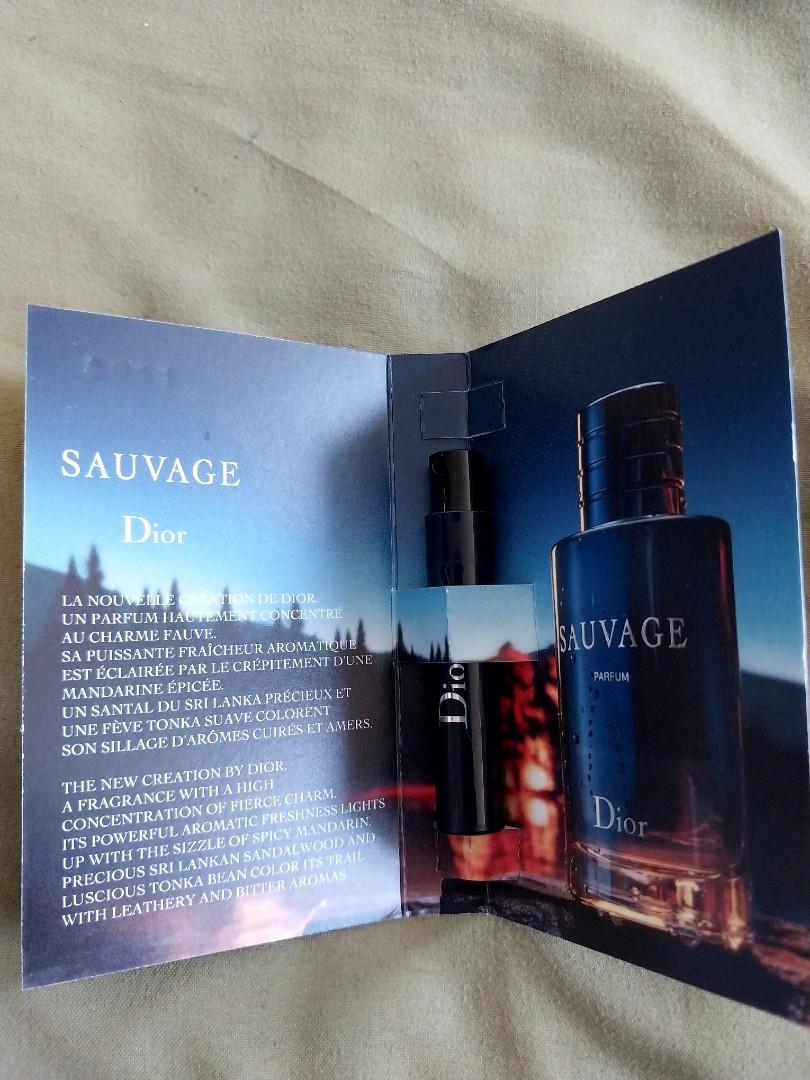 SAUVAGE
Dior
LA NOUVELLE CRÉATION DE DIOR.
UN PARFUM HAUTEMENT CONCENTRÉ
AU CHARME FAUVE.
SA PUISSANTE FRAÎCHEUR AROMATIQUE
EST ÉCLAIRÉE PAR LE CRÉPITEMENT D'UNE
MANDARINE ÉPICÉE.
UN SANTAL DU SRI LANKA PRÉCIEUX ET
UNE FÈVE TONKA SUAVE COLORENT
SON SILLAGE D'ARÔMES CUIRÉS ET AMERS.
THE NEW CREATION BY DIOR.
A FRAGRANCE WITH A HIGH
CONCENTRATION OF FIERCE CHARM.
ITS POWERFUL AROMATIC FRESHNESS LIGHTS
UP WITH THE SIZZLE OF SPICY MANDARIN.
PRECIOUS SRI LANKAN SANDALWOOD AND
LUSCIOUS TONKA BEAN COLOR ITS TRAIL
WITH LEATHERY AND BITTER AROMAS.
Dior
SAUVAGE
PARFUM
Dior